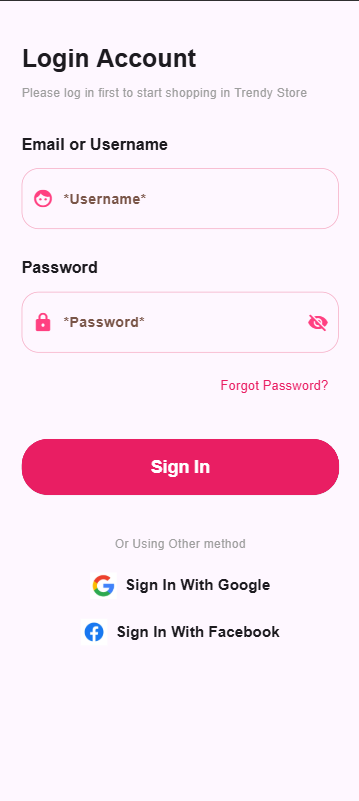 Login Account
Please log in first to start shopping in Trendy Store
Email or Username
*Username*
Password
*Password*
Forgot Password?
Sign In
Or Using Other method
Sign In With Google
Sign In With Facebook